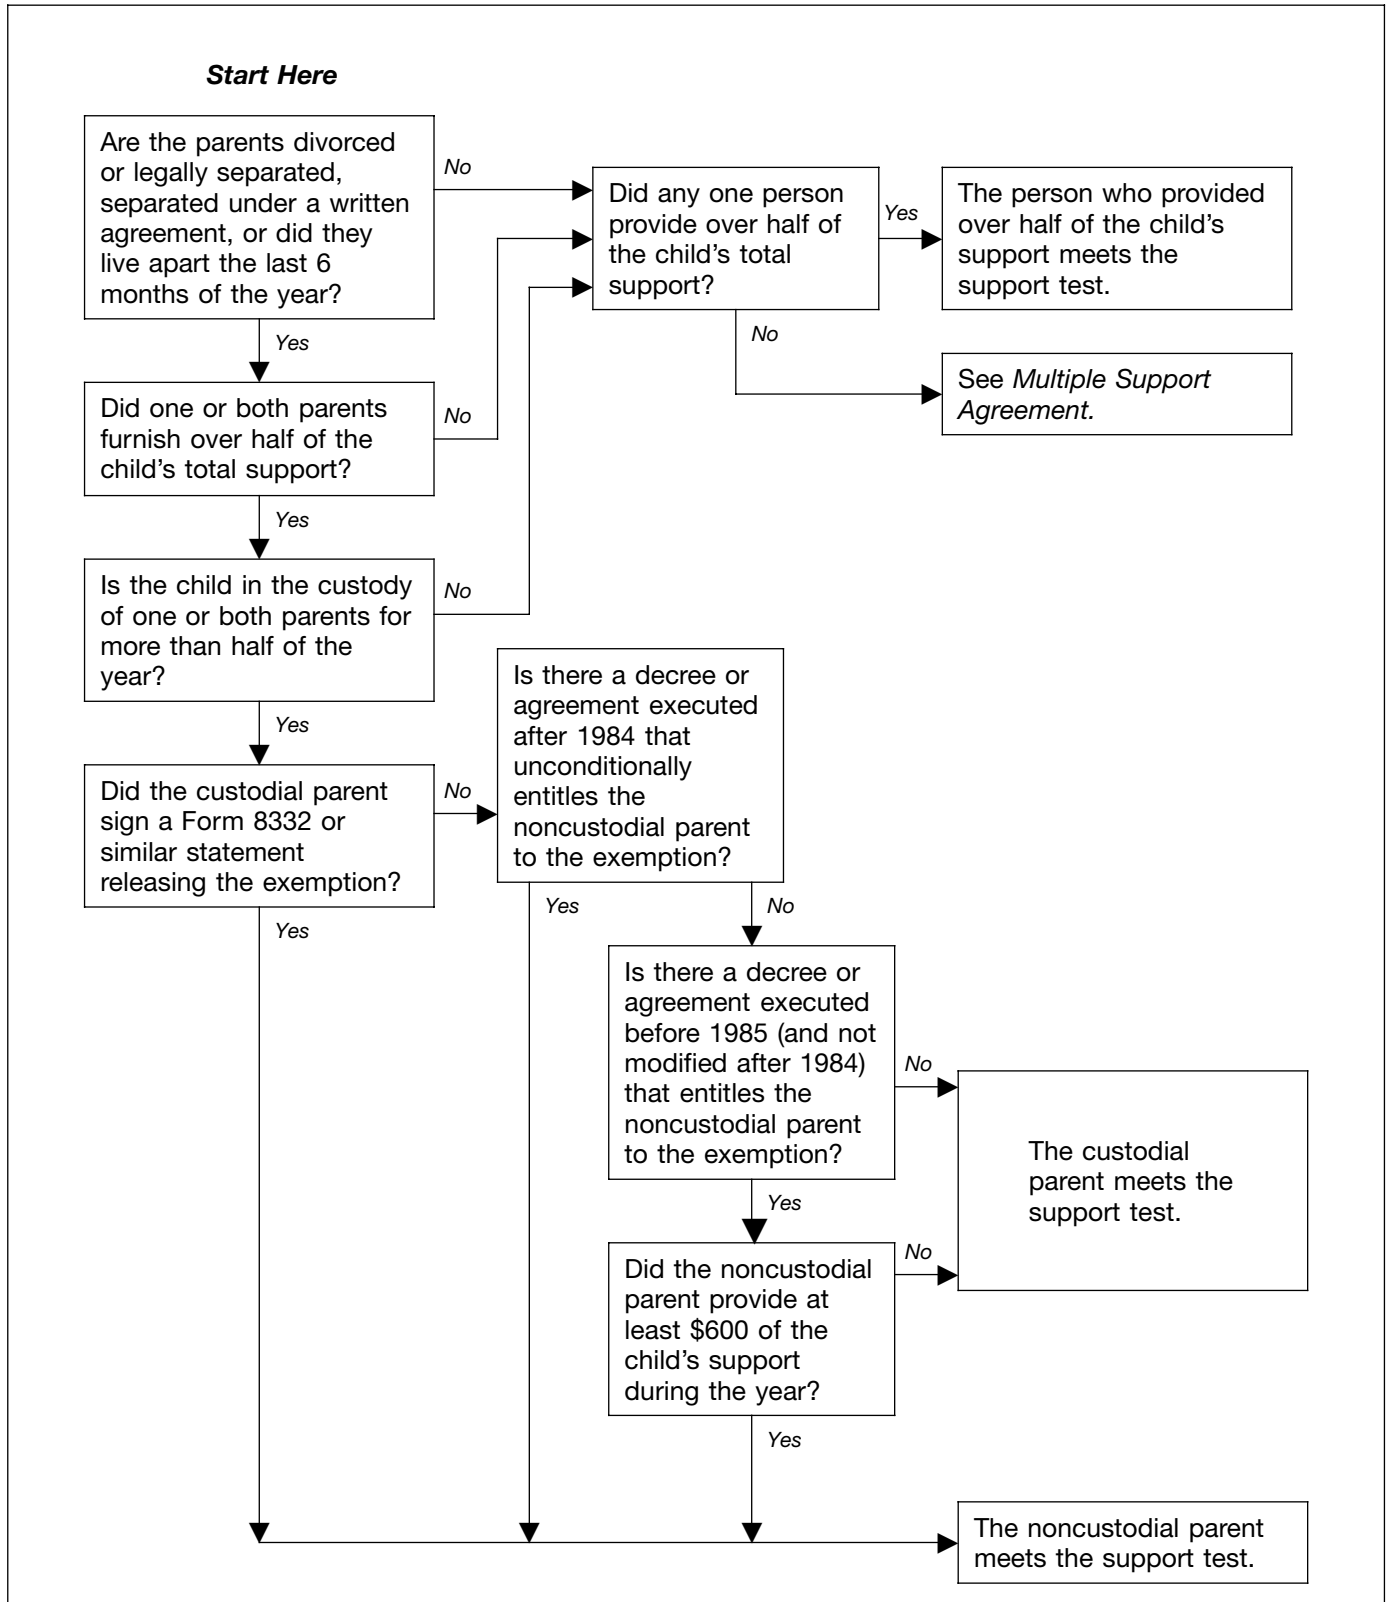 Start Here
Are the parents divorced
or legally separated,
separated under a written
agreement, or did they
live apart the last 6
months of the year?
No
Did any one person
provide over half of
the child’s total
support?
Yes
The person who provided
over half of the child’s
support meets the
support test.
No
See Multiple Support
Agreement.
Yes
Did one or both parents
furnish over half of the
child’s total support?
No
Yes
Is the child in the custody
of one or both parents for
more than half of the
year?
No
Yes
Did the custodial parent
sign a Form 8332 or
similar statement
releasing the exemption?
No
Yes
Is there a decree or
agreement executed
after 1984 that
unconditionally
entitles the
noncustodial parent
to the exemption?
Yes
No
Is there a decree or
agreement executed
before 1985 (and not
modified after 1984)
that entitles the
noncustodial parent
to the exemption?
No
The custodial
parent meets the
support test.
Yes
Did the noncustodial
parent provide at
least $600 of the
child’s support
during the year?
No
Yes
The noncustodial parent
meets the support test.